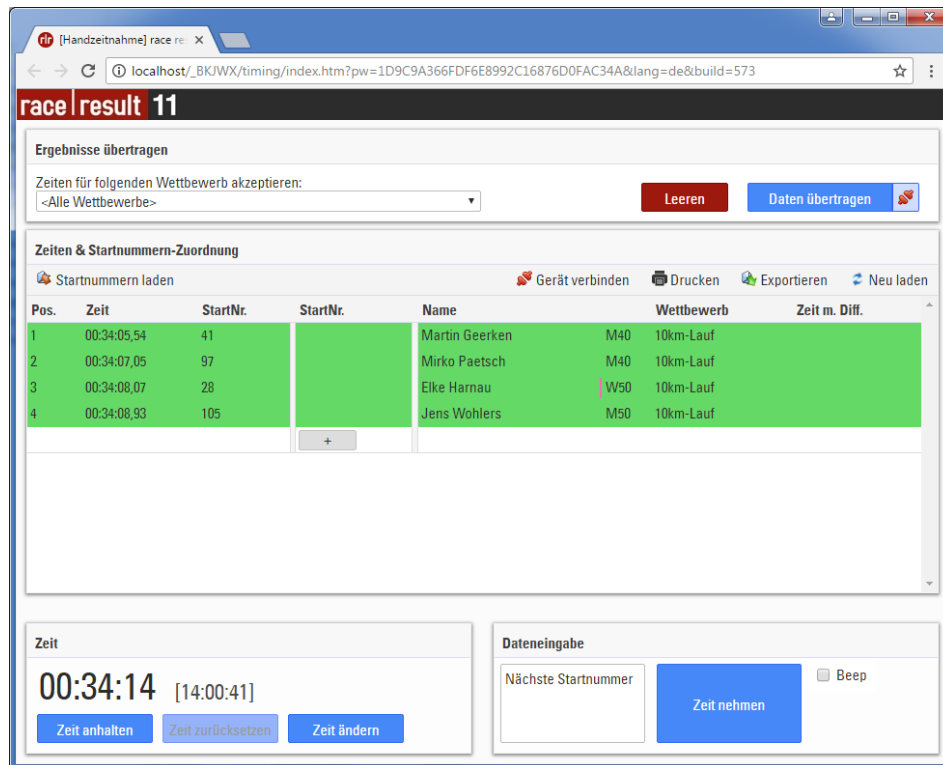 [Handzeitnahme] race re
localhost/_BKJWX/timing/index.htm?pw=1D9C9A366FDF6E8992C16876D0FAC34A&lang=de&build=573
race result 11
Ergebnisse übertragen
Zeiten für folgenden Wettbewerb akzeptieren:
<Alle Wettbewerbe>
Leeren
Daten übertragen
Zeiten & Startnummern-Zuordnung
Startnummern laden Gerät verbinden Drucken Exportieren Neu laden
Pos. Zeit StartNr. StartNr. Name Wettbewerb Zeit m. Diff.
1 00:34:05,54 41 Martin Geerken M40 10km-Lauf
2 00:34:07,05 97 Mirko Paetsch M40 10km-Lauf
3 00:34:08,07 28 Elke Harnau W50 10km-Lauf
4 00:34:08,93 105 Jens Wohlers M50 10km-Lauf
+
Zeit
00:34:14 [14:00:41]
Zeit anhalten Zeit zurücksetzen Zeit ändern
Dateneingabe
Nächste Startnummer
Zeit nehmen
Beep